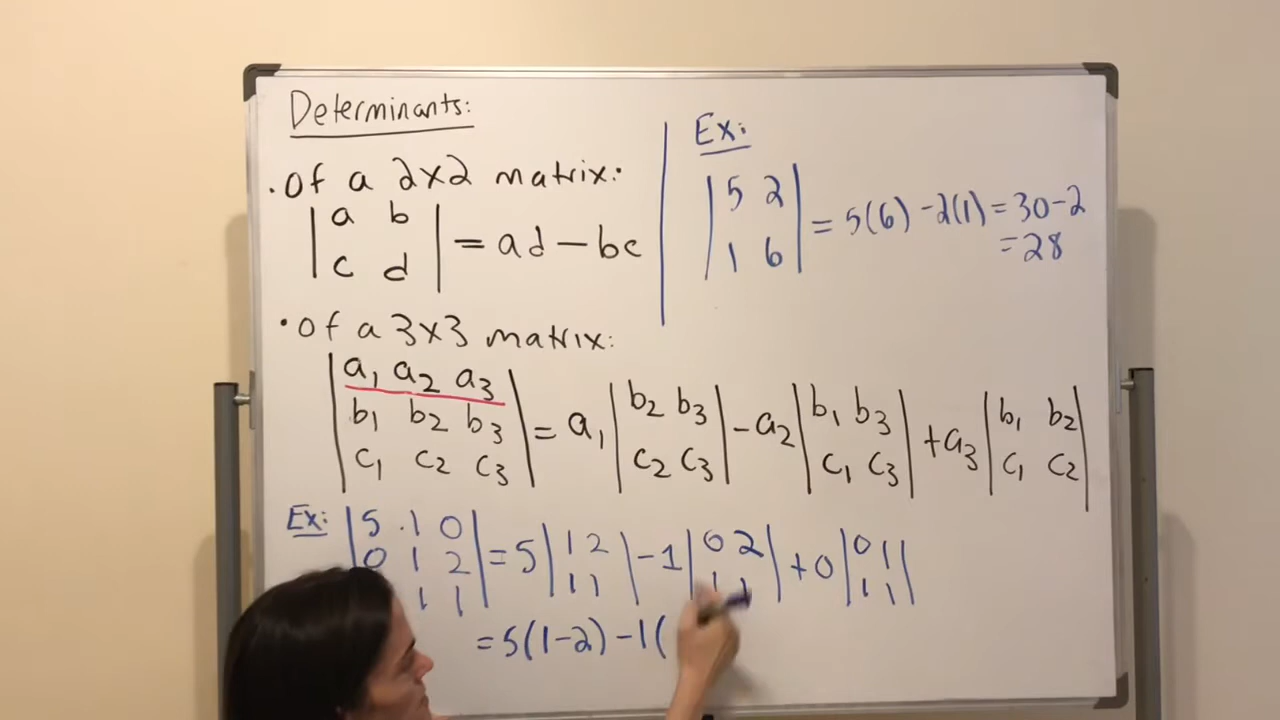 Determinants:
• Of a 2x2 matrix:
| a b |
| c d | = ad - bc
Ex:
| 5 2 |
| 1 6 | = 5(6) - 2(1) = 30 - 2
= 28
• Of a 3x3 matrix:
| a₁ a₂ a₃ |
| b₁ b₂ b₃ | = a₁ | b₂ b₃ | - a₂ | b₁ b₃ | + a₃ | b₁ b₂ |
| c₁ c₂ c₃ | | c₂ c₃ | | c₁ c₃ | | c₁ c₂ |
Ex: | 5 1 0 |
| 0 1 2 | = 5 | 1 2 | - 1 | 0 2 | + 0 | 0 1 |
1 1 | | 1 1 | | 1 1 | | 1 1 |
= 5(1-2) - 1(